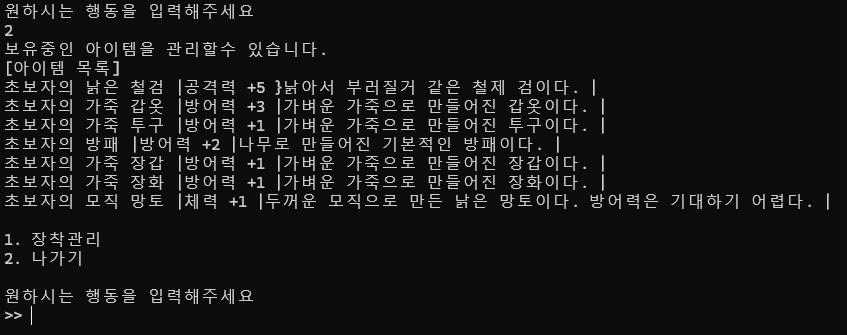 원하시는 행동을 입력해주세요
2
보유중인 아이템을 관리할수 있습니다.
[아이템 목록]
초보자의 낡은 철검 |공격력 +5 }낡아서 부러질거 같은 철제 검이다. |
초보자의 가죽 갑옷 |방어력 +3 |가벼운 가죽으로 만들어진 갑옷이다. |
초보자의 가죽 투구 |방어력 +1 |가벼운 가죽으로 만들어진 투구이다. |
초보자의 방패 |방어력 +2 |나무로 만들어진 기본적인 방패이다. |
초보자의 가죽 장갑 |방어력 +1 |가벼운 가죽으로 만들어진 장갑이다. |
초보자의 가죽 장화 |방어력 +1 |가벼운 가죽으로 만들어진 장화이다. |
초보자의 모직 망토 |체력 +1 |두꺼운 모직으로 만든 낡은 망토이다. 방어력은 기대하기 어렵다. |
1. 장착관리
2. 나가기
원하시는 행동을 입력해주세요
>>